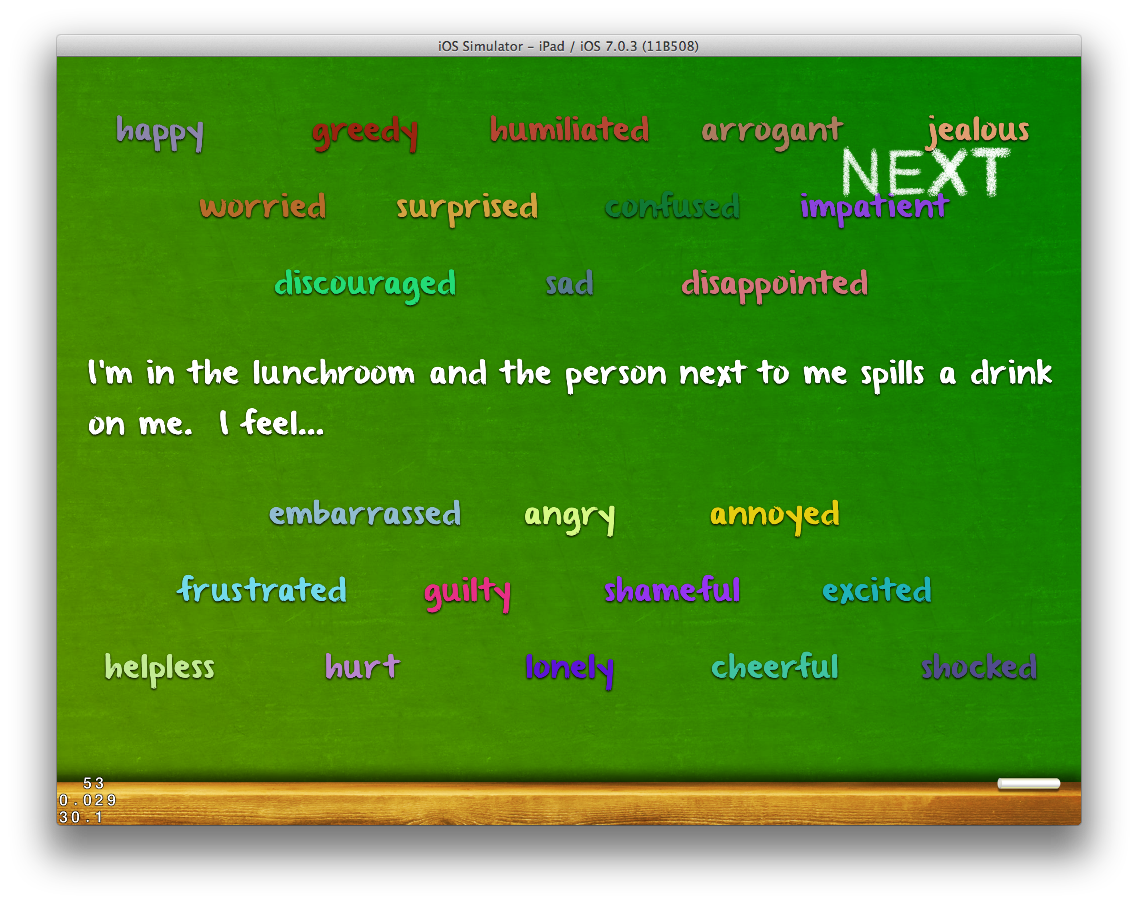 iOS Simulator - iPad / iOS 7.0.3 (11B508)
happy greedy humiliated arrogant jealous
NEXT
worried surprised confused impatient
discouraged sad disappointed
I'm in the lunchroom and the person next to me spills a drink
on me. I feel...
embarrassed angry annoyed
frustrated guilty shameful excited
helpless hurt lonely cheerful shocked
53
0.029
30.1